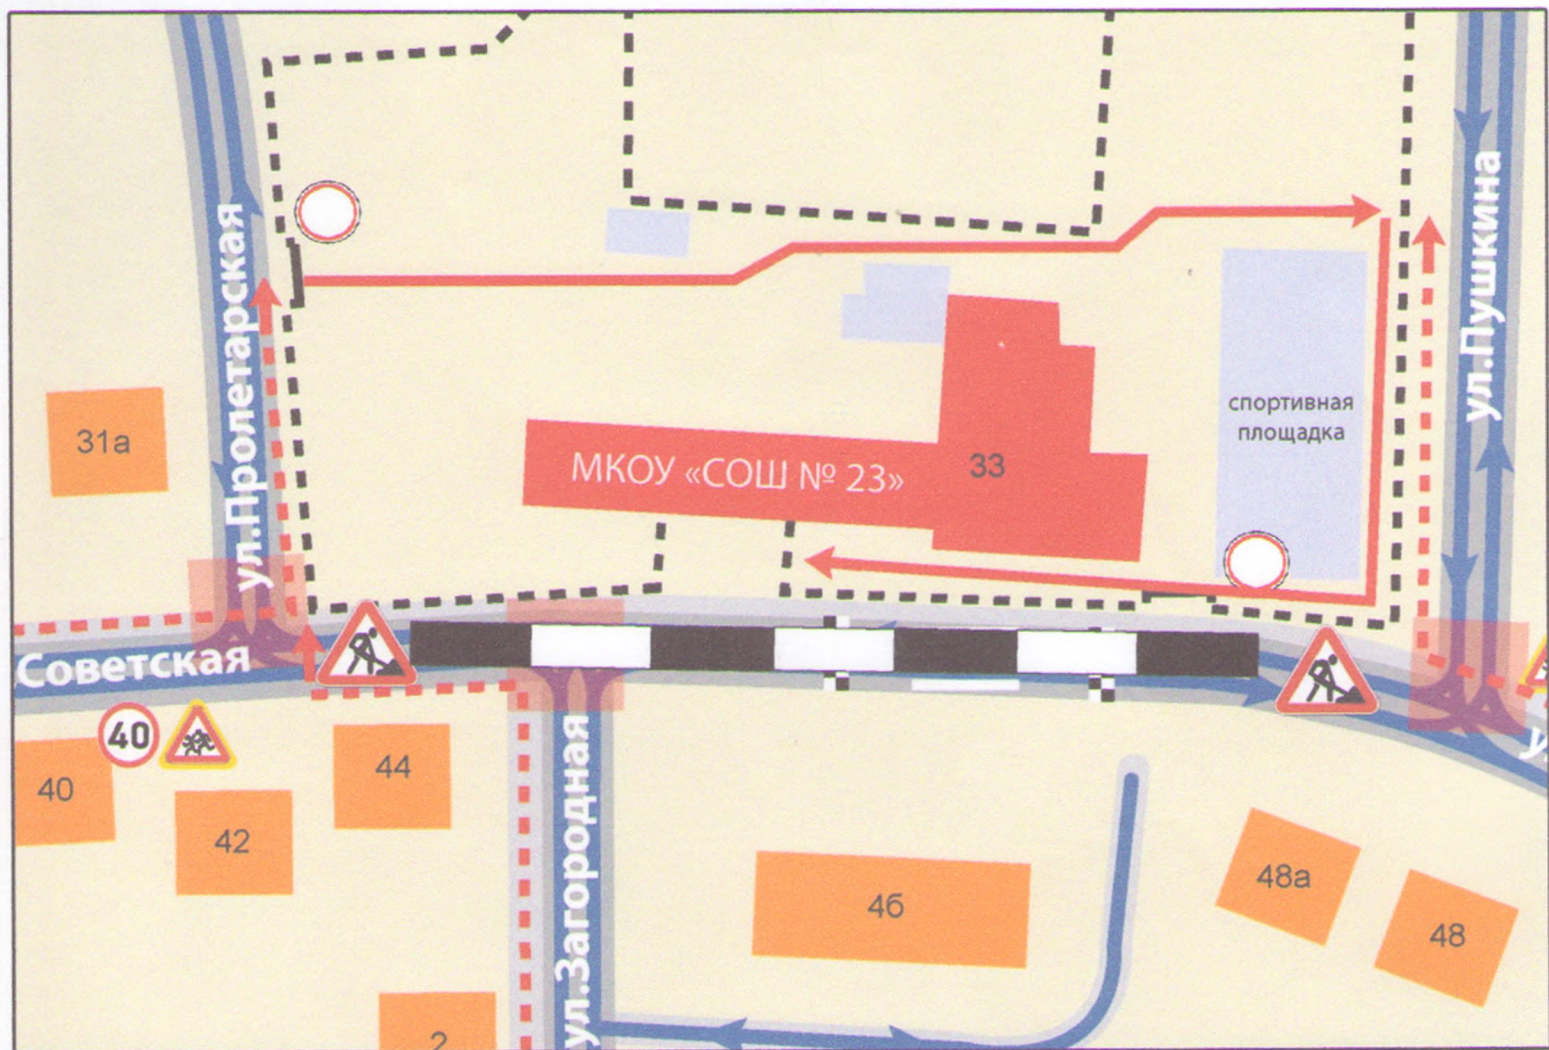 ул.Пролетарская
ул.Пушкина
спортивная
площадка
31а
МКОУ «СОШ № 23»
33
Советская
40
40
42
44
ул.Загородная
46
48а
48
2